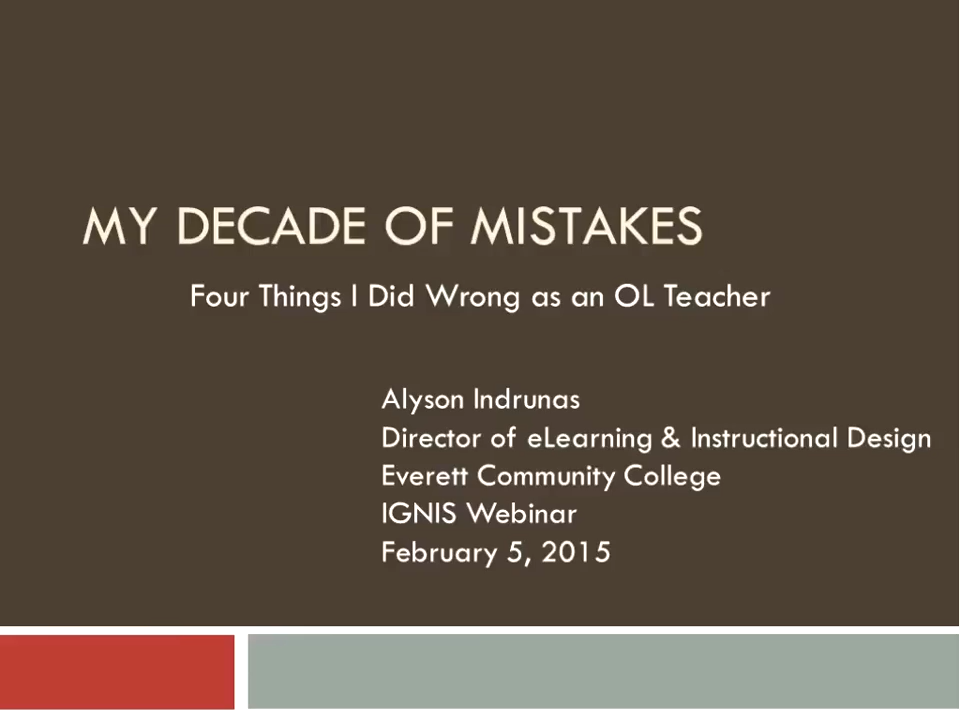 MY DECADE OF MISTAKES
Four Things I Did Wrong as an OL Teacher
Alyson Indrunas
Director of eLearning & Instructional Design
Everett Community College
IGNIS Webinar
February 5, 2015